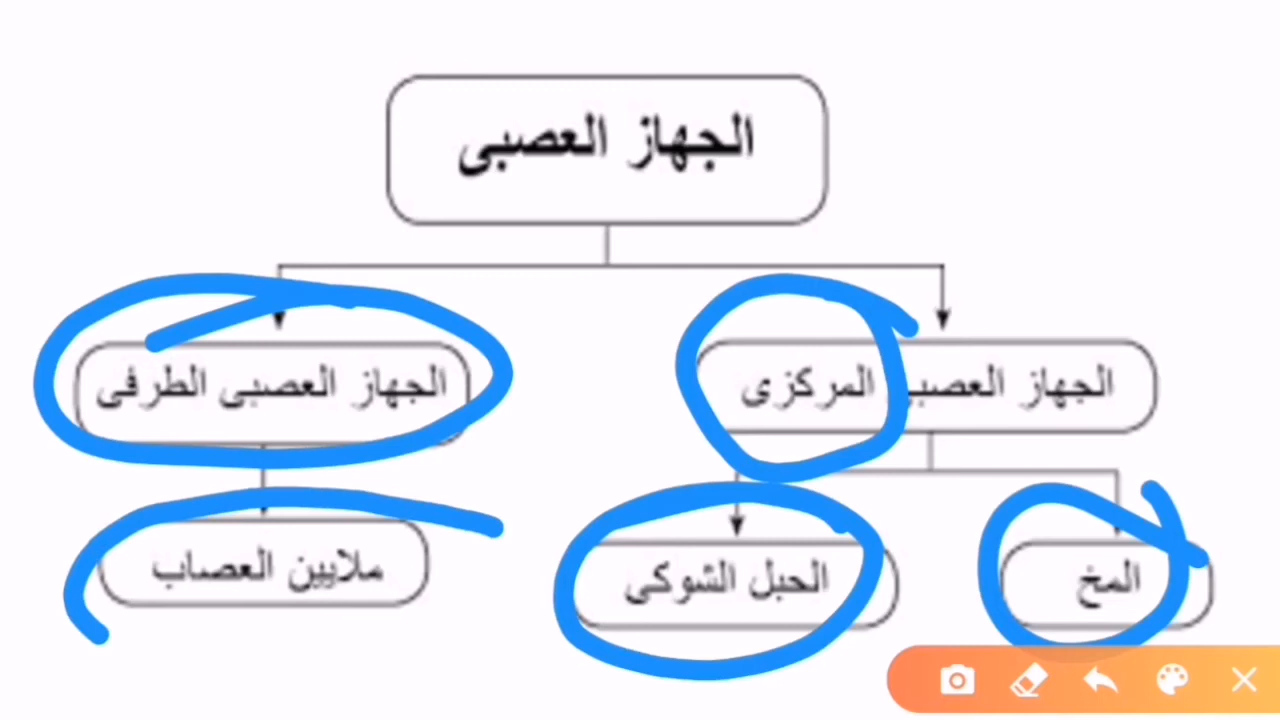 الجهاز العصبى
الجهاز العصبى المركزى
الجهاز العصبى الطرفى
المخ
الحبل الشوكى
ملايين العصاب